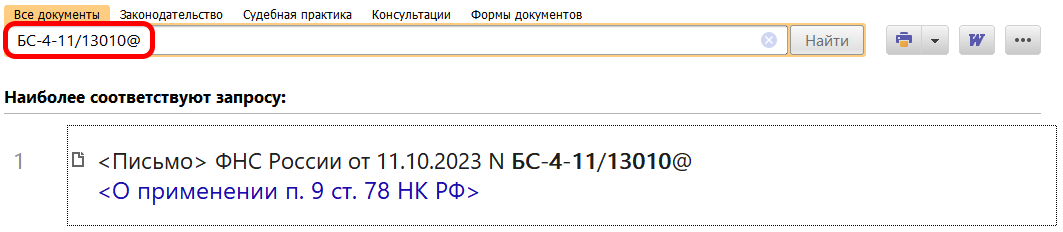 Все документы Законодательство Судебная практика Консультации Формы документов
БС-4-11/13010@ Найти W
Наиболее соответствуют запросу:
1 <Письмо> ФНС России от 11.10.2023 N БС-4-11/13010@
<О применении п. 9 ст. 78 НК РФ>